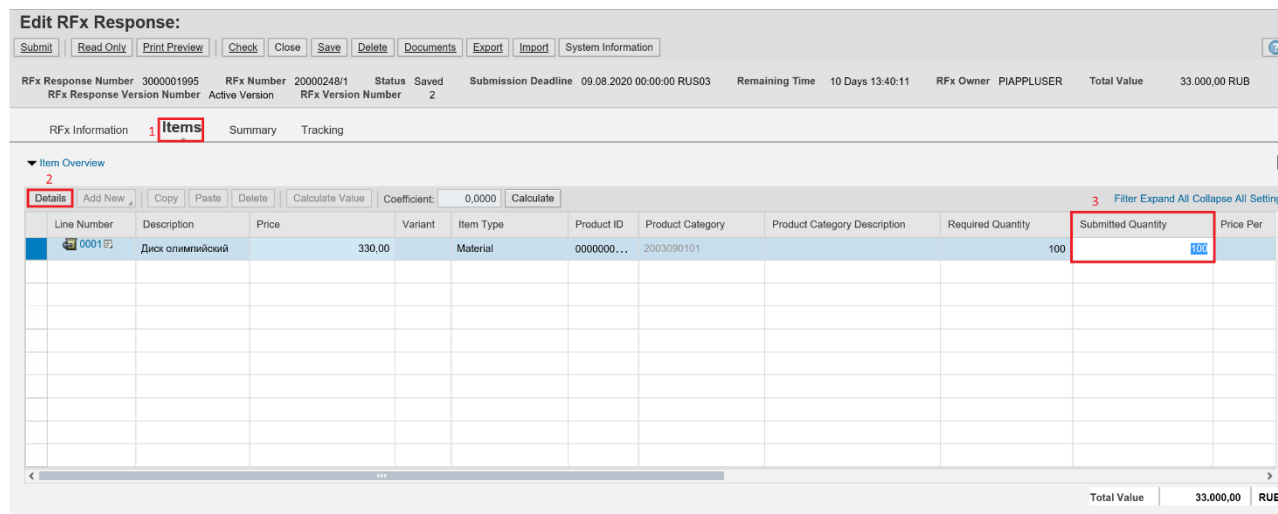 Edit RFx Response:
Submit Read Only Print Preview Check Close Save Delete Documents Export Import System Information
RFx Response Number 3000001995 RFx Number 20000248/1 Status Saved Submission Deadline 09.08.2020 00:00:00 RUS03 Remaining Time 10 Days 13:40:11 RFx Owner PIAPPLUSER Total Value 33.000,00 RUB
RFx Response Version Number Active Version RFx Version Number 2
RFx Information 1 Items Summary Tracking
Item Overview
2
Details Add New Copy Paste Delete Calculate Value Coefficient: 0,0000 Calculate 3 Filter Expand All Collapse All Setting
Line Number Description Price Variant Item Type Product ID Product Category Product Category Description Required Quantity Submitted Quantity Price Per
0001 Диск олимпийский 330,00 Material 0000000... 2003090101 100 100
Total Value 33.000,00 RUE